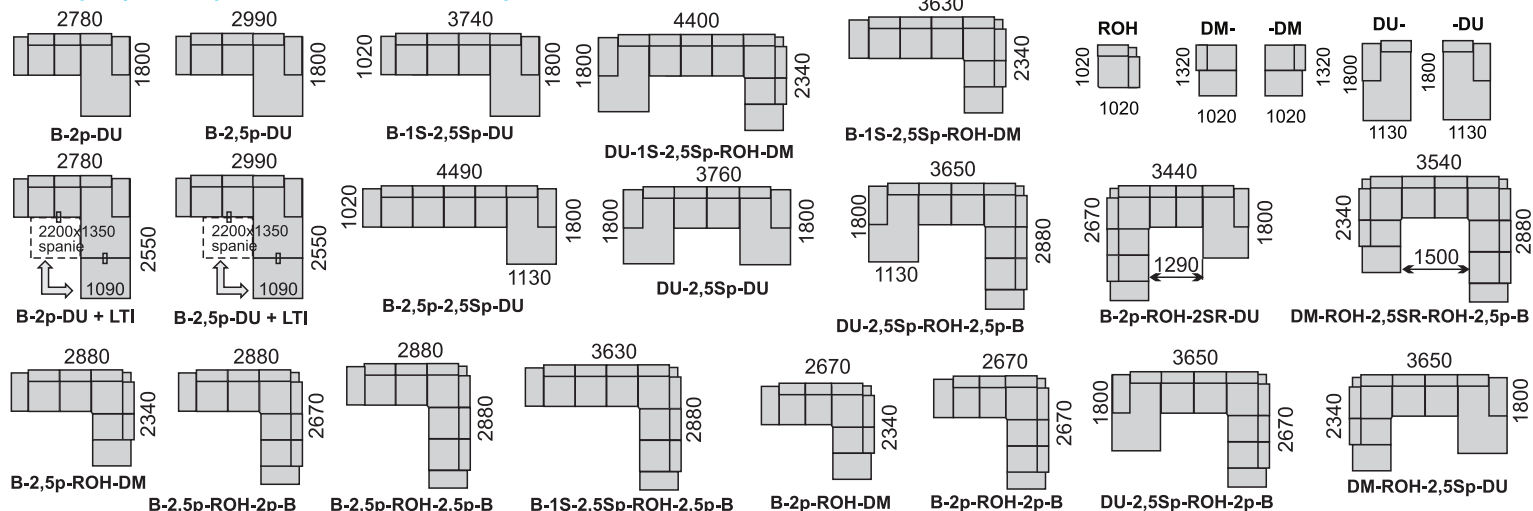 2780
1800
B-2p-DU
2990
1800
B-2,5p-DU
3740
1020
1800
B-1S-2,5Sp-DU
4400
1800
2340
DU-1S-2,5Sp-ROH-DM
3630
2340
B-1S-2,5Sp-ROH-DM
ROH
1020
1020
DM-
1320
1020
-DM
1320
1020
DU-
1800
1130
-DU
1800
1130
2780
2200x1350
spanie
2550
1090
B-2p-DU + LTI
2990
2200x1350
spanie
2550
1090
B-2,5p-DU + LTI
4490
1020
1800
1130
B-2,5p-2,5Sp-DU
3760
1800
1800
DU-2,5Sp-DU
3650
1800
2880
1130
DU-2,5Sp-ROH-2,5p-B
3440
2670
1800
1290
B-2p-ROH-2SR-DU
3540
2340
2880
1500
DM-ROH-2,5SR-ROH-2,5p-B
2880
2340
B-2,5p-ROH-DM
2880
2670
B-2,5p-ROH-2p-B
2880
2880
B-2,5p-ROH-2,5p-B
3630
2880
B-1S-2,5Sp-ROH-2,5p-B
2670
2340
B-2p-ROH-DM
2670
2670
B-2p-ROH-2p-B
3650
1800
2670
DU-2,5Sp-ROH-2p-B
3650
2340
1800
DM-ROH-2,5Sp-DU